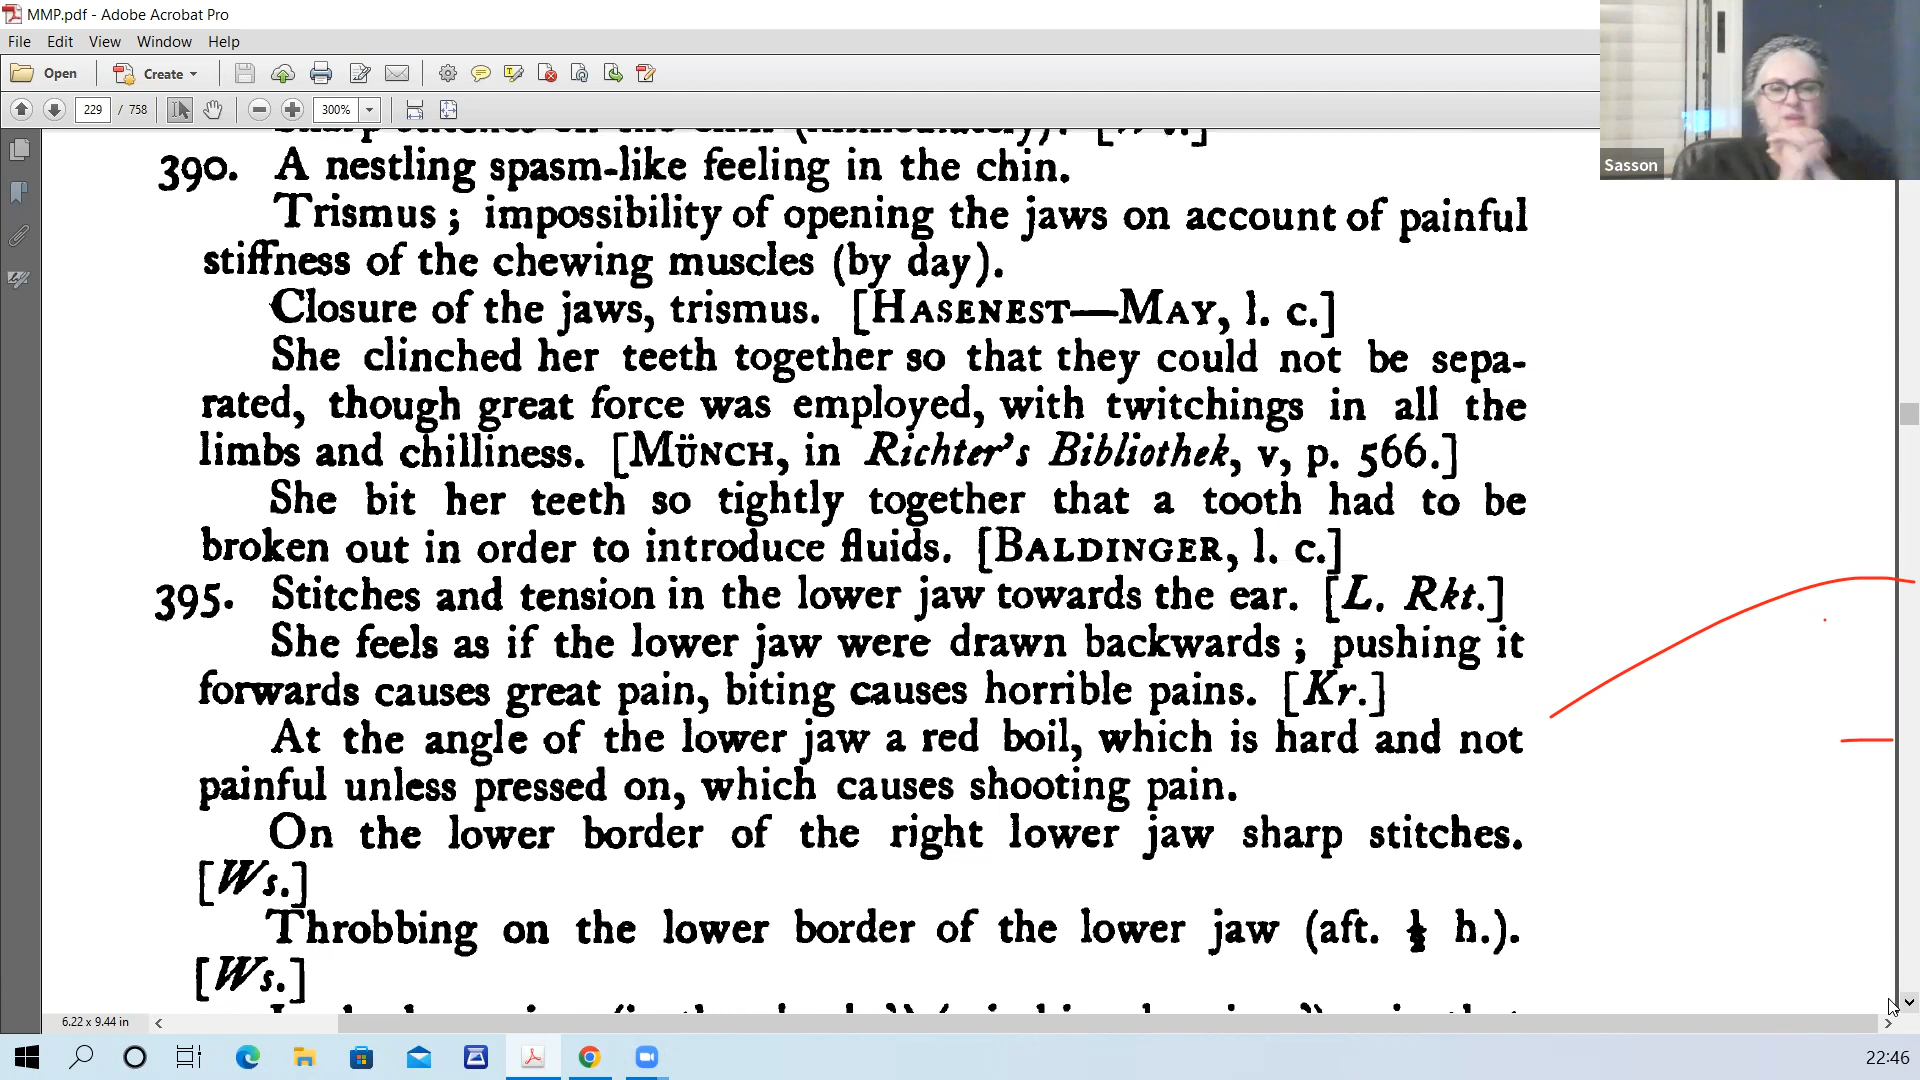 MMP.pdf - Adobe Acrobat Pro
File Edit View Window Help
Open Create
229 / 758 300%
Sasson
390. A nestling spasm-like feeling in the chin.
Trismus ; impossibility of opening the jaws on account of painful
stiffness of the chewing muscles (by day).
Closure of the jaws, trismus. [HASENEST—MAY, l. c.]
She clinched her teeth together so that they could not be sepa-
rated, though great force was employed, with twitchings in all the
limbs and chilliness. [MÜNCH, in Richter's Bibliothek, v, p. 566.]
She bit her teeth so tightly together that a tooth had to be
broken out in order to introduce fluids. [BALDINGER, l. c.]
395. Stitches and tension in the lower jaw towards the ear. [L. Rkt.]
She feels as if the lower jaw were drawn backwards ; pushing it
forwards causes great pain, biting causes horrible pains. [Kr.]
At the angle of the lower jaw a red boil, which is hard and not
painful unless pressed on, which causes shooting pain.
On the lower border of the right lower jaw sharp stitches.
[Ws.]
Throbbing on the lower border of the lower jaw (aft. ½ h.).
[Ws.]
6.22 x 9.44 in
22:46